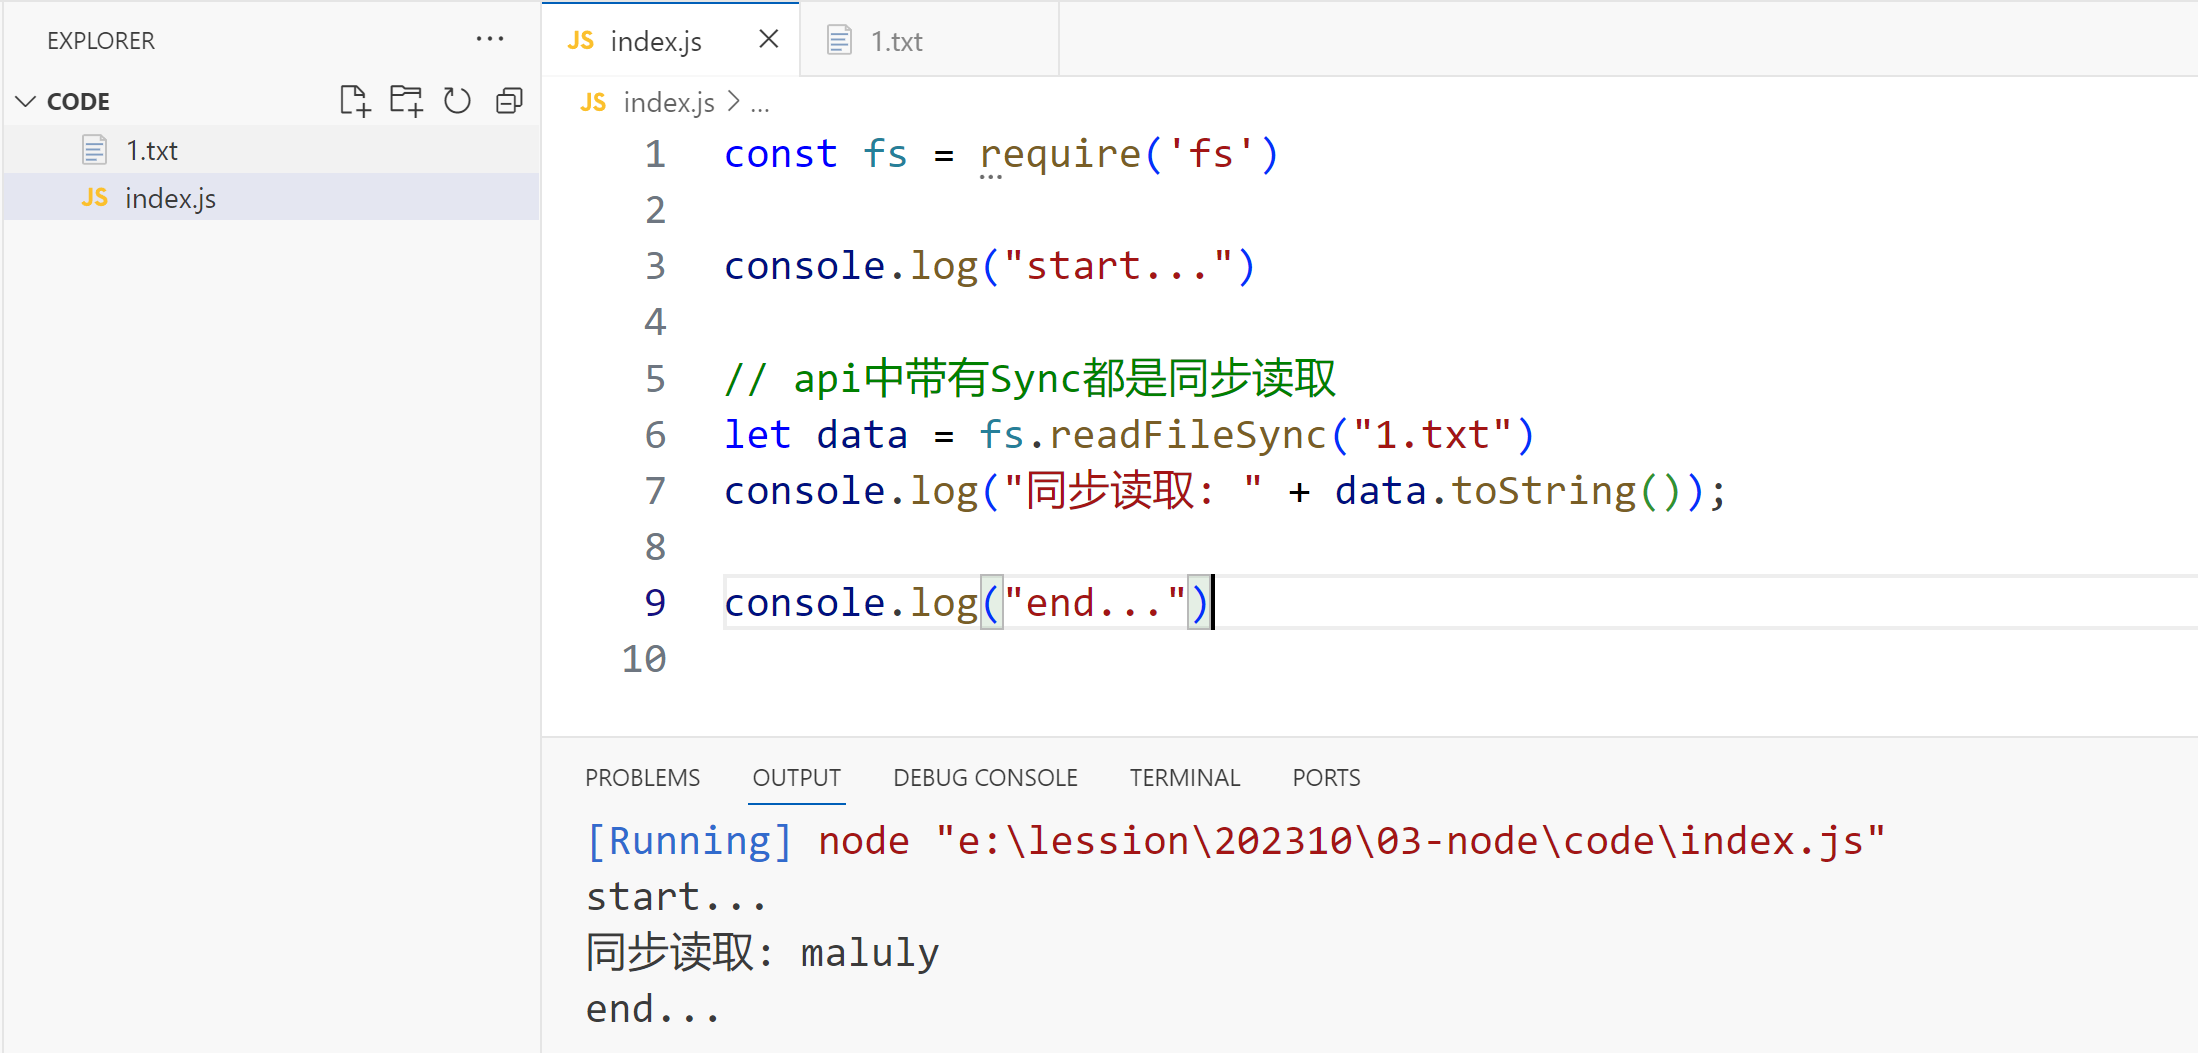 EXPLORER ...
CODE
1.txt
JS index.js
JS index.js
1.txt
JS index.js > ...
1 const fs = require('fs')
2
3 console.log("start...")
4
5 // api中带有Sync都是同步读取
6 let data = fs.readFileSync("1.txt")
7 console.log("同步读取: " + data.toString());
8
9 console.log("end...")
10
PROBLEMS OUTPUT DEBUG CONSOLE TERMINAL PORTS
[Running] node "e:\lession\202310\03-node\code\index.js"
start...
同步读取: maluly
end...